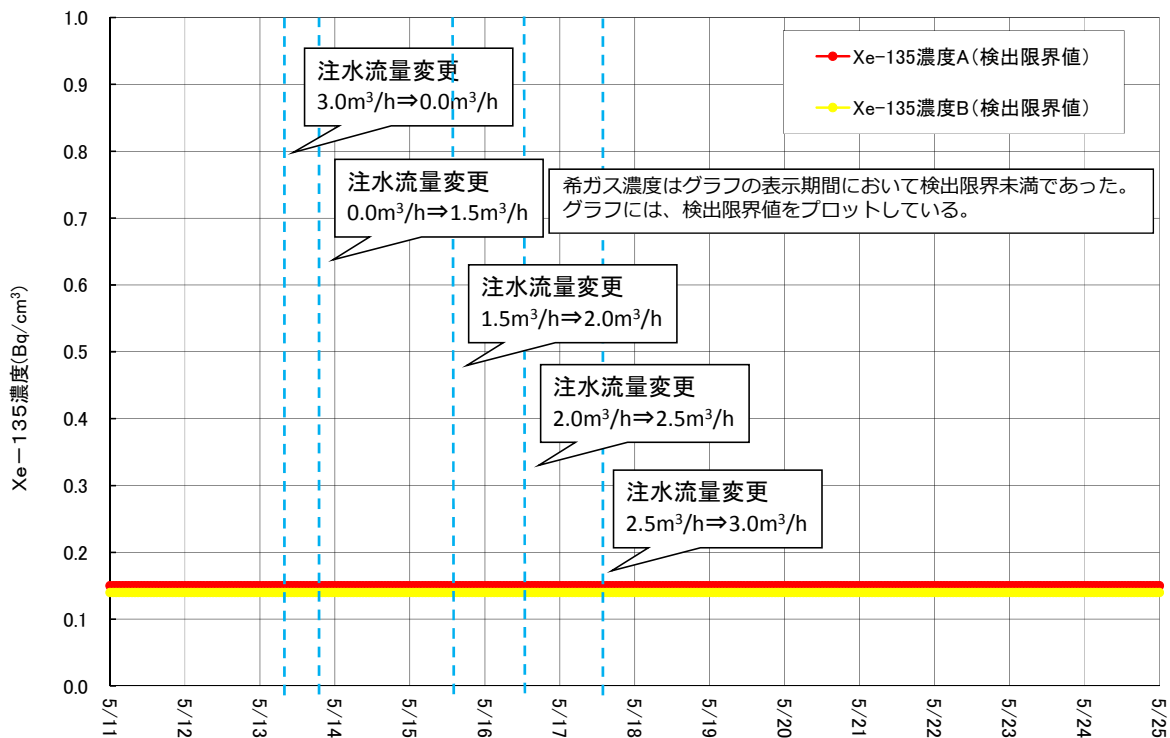 Xe-135濃度A(検出限界値)
Xe-135濃度B(検出限界値)
注水流量変更
3.0m³/h⇒0.0m³/h
注水流量変更
0.0m³/h⇒1.5m³/h
希ガス濃度はグラフの表示期間において検出限界未満であった。
グラフには、検出限界値をプロットしている。
注水流量変更
1.5m³/h⇒2.0m³/h
注水流量変更
2.0m³/h⇒2.5m³/h
注水流量変更
2.5m³/h⇒3.0m³/h
Xe-135濃度(Bq/cm³)
1.0
0.9
0.8
0.7
0.6
0.5
0.4
0.3
0.2
0.1
0.0
5/11
5/12
5/13
5/14
5/15
5/16
5/17
5/18
5/19
5/20
5/21
5/22
5/23
5/24
5/25